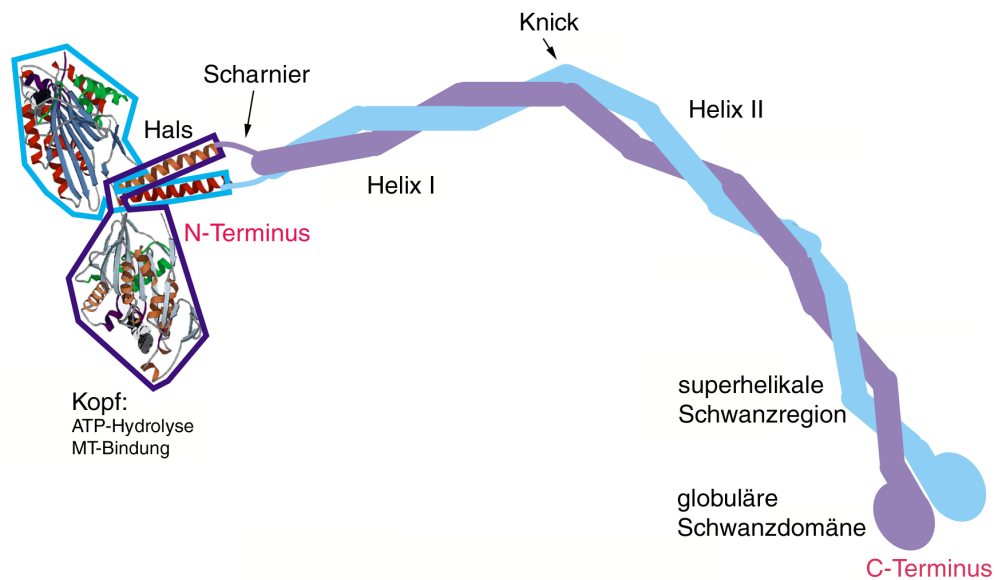 Knick
Scharnier
Helix II
Hals
Helix I
N-Terminus
Kopf:
ATP-Hydrolyse
MT-Bindung
superhelikale
Schwanzregion
globuläre
Schwanzdomäne
C-Terminus